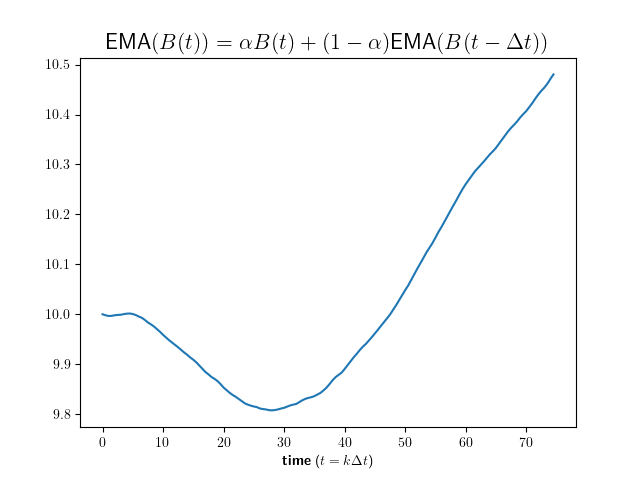 EMA(B(t)) = αB(t) + (1 − α)EMA(B(t − Δt))
10.5
10.4
10.3
10.2
10.1
10.0
9.9
9.8
0 10 20 30 40 50 60 70
time (t = kΔt)